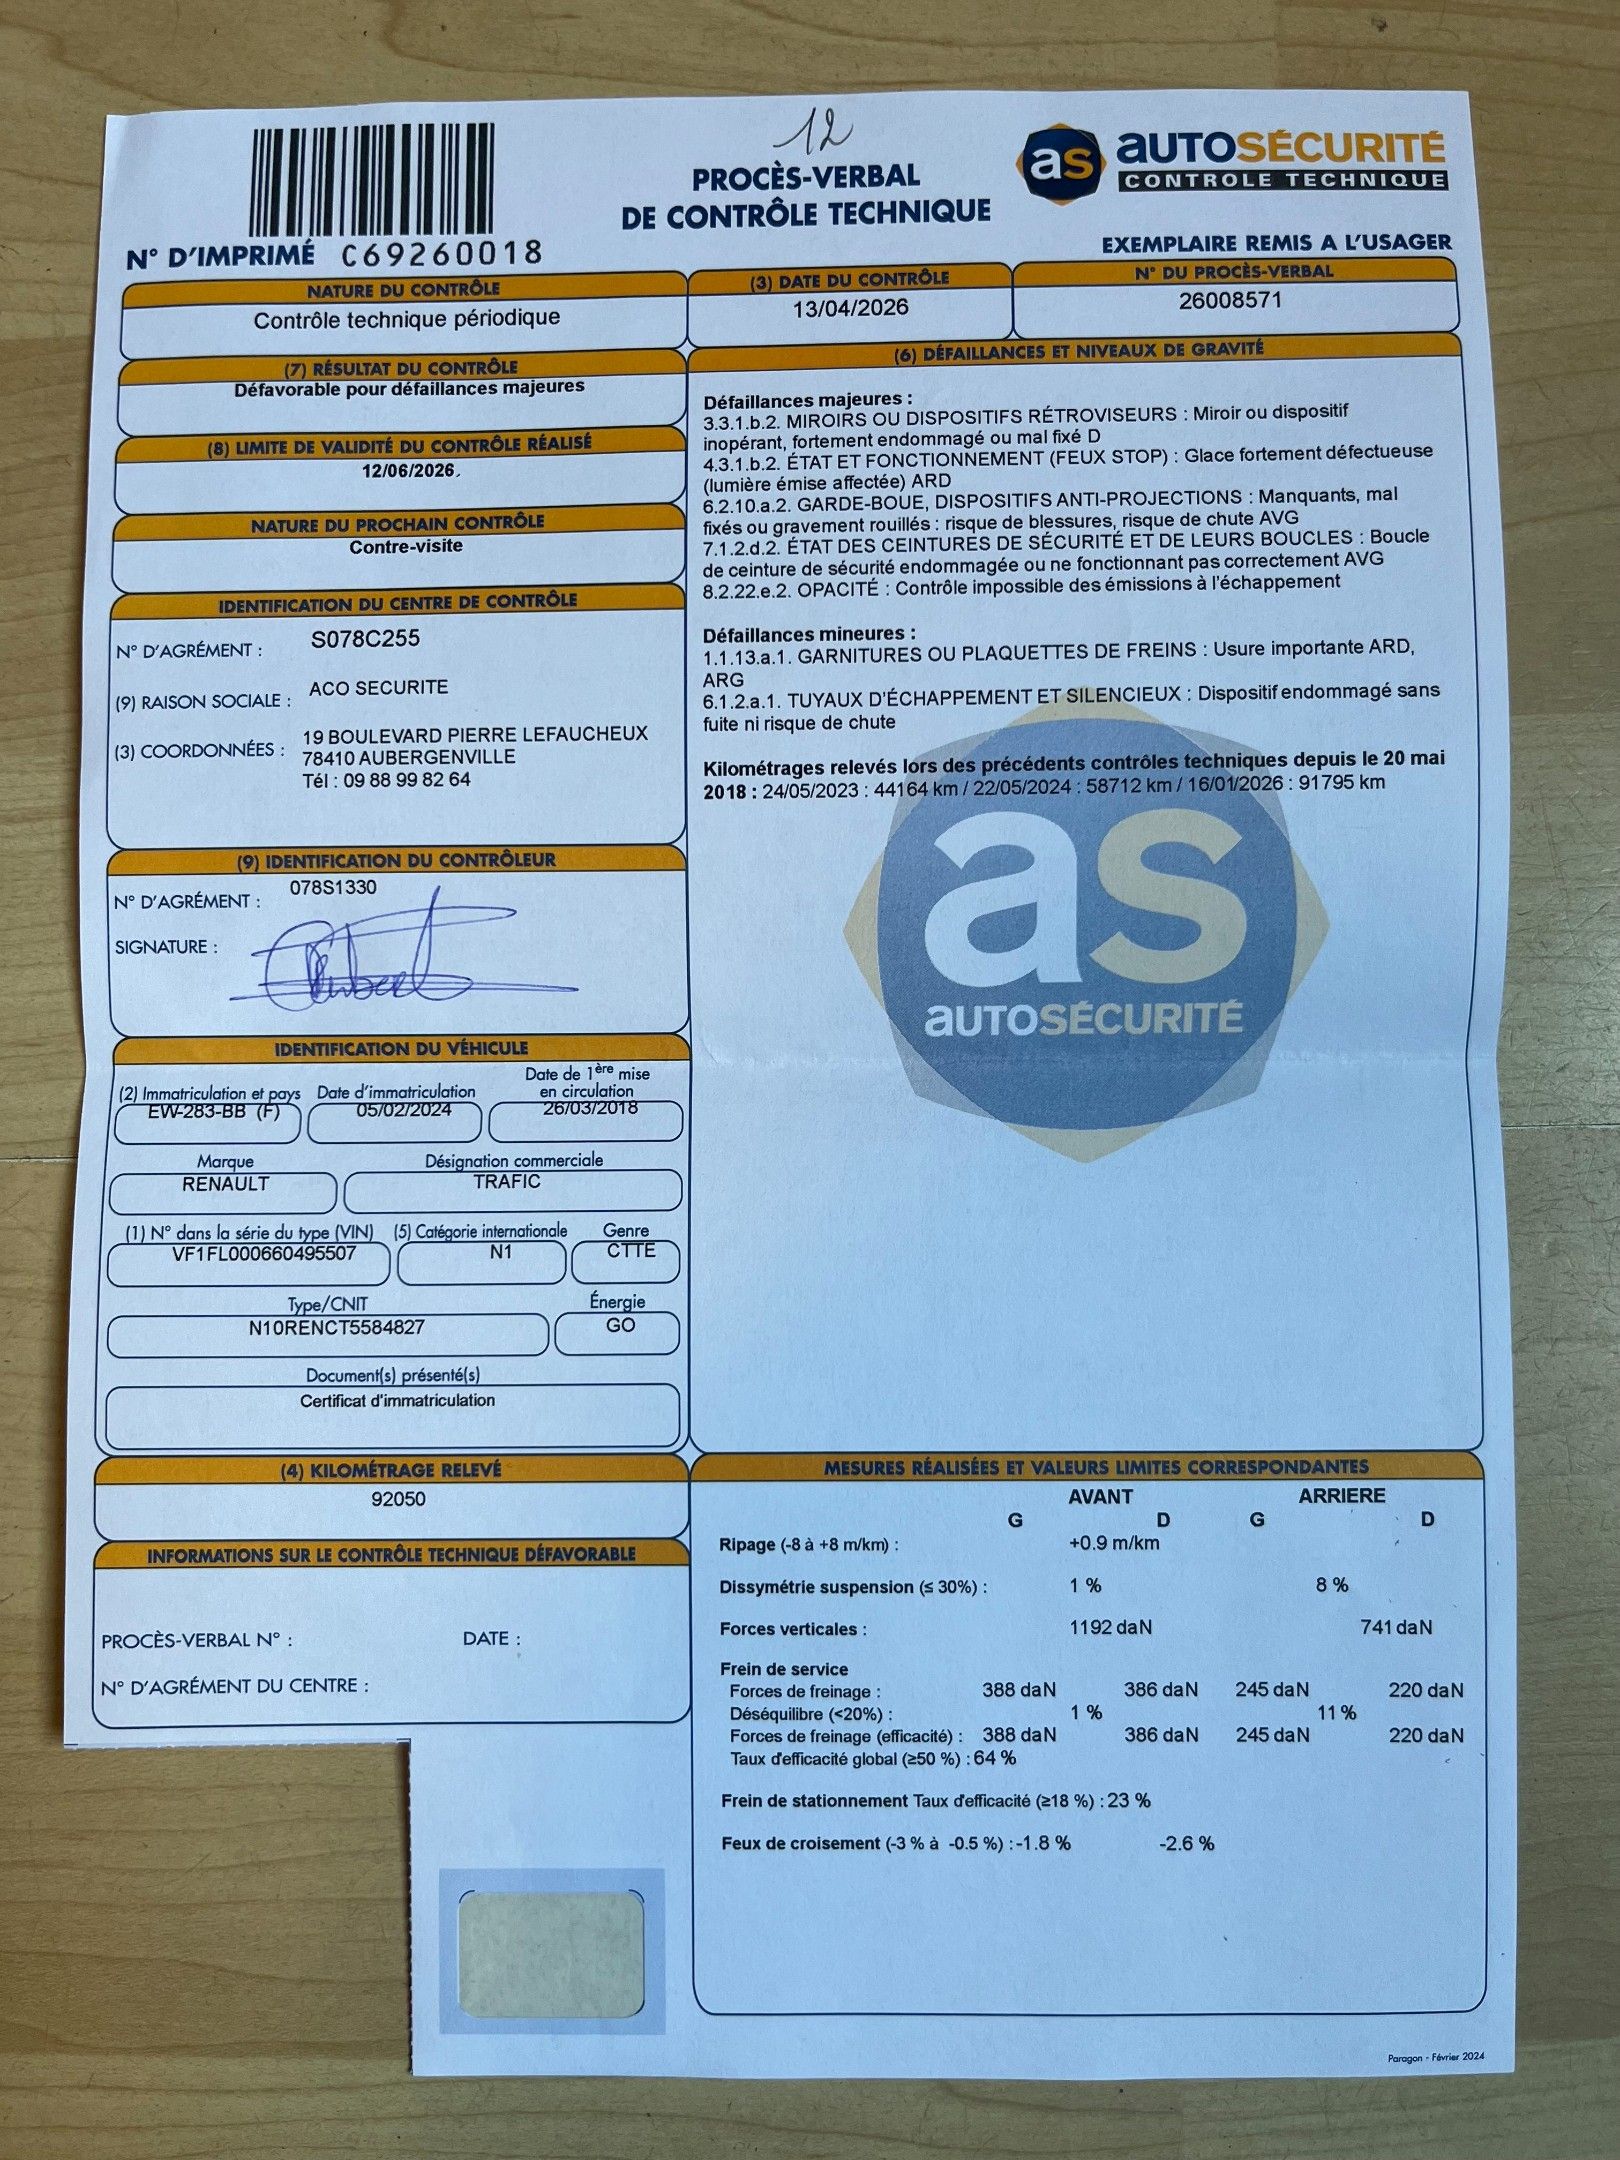 12
PROCÈS-VERBAL
DE CONTRÔLE TECHNIQUE
as AUTOSÉCURITÉ
CONTROLE TECHNIQUE
N° D'IMPRIMÉ C69260018
EXEMPLAIRE REMIS A L'USAGER
NATURE DU CONTRÔLE
Contrôle technique périodique
(3) DATE DU CONTRÔLE
13/04/2026
N° DU PROCÈS-VERBAL
26008571
(7) RÉSULTAT DU CONTRÔLE
Défavorable pour défaillances majeures
(8) LIMITE DE VALIDITÉ DU CONTRÔLE RÉALISÉ
12/06/2026.
NATURE DU PROCHAIN CONTRÔLE
Contre-visite
IDENTIFICATION DU CENTRE DE CONTRÔLE
N° D'AGRÉMENT : S078C255
(9) RAISON SOCIALE : ACO SECURITE
(3) COORDONNÉES : 19 BOULEVARD PIERRE LEFAUCHEUX
78410 AUBERGENVILLE
Tél : 09 88 99 82 64
(9) IDENTIFICATION DU CONTRÔLEUR
N° D'AGRÉMENT : 078S1330
SIGNATURE :
IDENTIFICATION DU VÉHICULE
(2) Immatriculation et pays
EW-283-BB (F)
Date d'immatriculation
05/02/2024
Date de 1ère mise
en circulation
26/03/2018
Marque
RENAULT
Désignation commerciale
TRAFIC
(1) N° dans la série du type (VIN)
VF1FL000660495507
(5) Catégorie internationale
N1
Genre
CTTE
Type/CNIT
N10RENCT5584827
Énergie
GO
Document(s) présenté(s)
Certificat d'immatriculation
(4) KILOMÉTRAGE RELEVÉ
92050
INFORMATIONS SUR LE CONTRÔLE TECHNIQUE DÉFAVORABLE
PROCÈS-VERBAL N° : DATE :
N° D'AGRÉMENT DU CENTRE :
(6) DÉFAILLANCES ET NIVEAUX DE GRAVITÉ
Défaillances majeures :
3.3.1.b.2. MIROIRS OU DISPOSITIFS RÉTROVISEURS : Miroir ou dispositif
inopérant, fortement endommagé ou mal fixé D
4.3.1.b.2. ÉTAT ET FONCTIONNEMENT (FEUX STOP) : Glace fortement défectueuse
(lumière émise affectée) ARD
6.2.10.a.2. GARDE-BOUE, DISPOSITIFS ANTI-PROJECTIONS : Manquants, mal
fixés ou gravement rouillés : risque de blessures, risque de chute AVG
7.1.2.d.2. ÉTAT DES CEINTURES DE SÉCURITÉ ET DE LEURS BOUCLES : Boucle
de ceinture de sécurité endommagée ou ne fonctionnant pas correctement AVG
8.2.22.e.2. OPACITÉ : Contrôle impossible des émissions à l'échappement
Défaillances mineures :
1.1.13.a.1. GARNITURES OU PLAQUETTES DE FREINS : Usure importante ARD,
ARG
6.1.2.a.1. TUYAUX D'ÉCHAPPEMENT ET SILENCIEUX : Dispositif endommagé sans
fuite ni risque de chute
Kilométrages relevés lors des précédents contrôles techniques depuis le 20 mai
2018 : 24/05/2023 : 44164 km / 22/05/2024 : 58712 km / 16/01/2026 : 91795 km
as
AUTOSÉCURITÉ
MESURES RÉALISÉES ET VALEURS LIMITES CORRESPONDANTES
AVANT ARRIERE
G D G D
Ripage (-8 à +8 m/km) : +0.9 m/km
Dissymétrie suspension (≤ 30%) : 1 % 8 %
Forces verticales : 1192 daN 741 daN
Frein de service
Forces de freinage : 388 daN 386 daN 245 daN 220 daN
Déséquilibre (<20%) : 1 % 11 %
Forces de freinage (efficacité) : 388 daN 386 daN 245 daN 220 daN
Taux d'efficacité global (≥50 %) : 64 %
Frein de stationnement Taux d'efficacité (≥18 %) : 23 %
Feux de croisement (-3 % à -0.5 %) : -1.8 % -2.6 %
Paragon - Février 2024